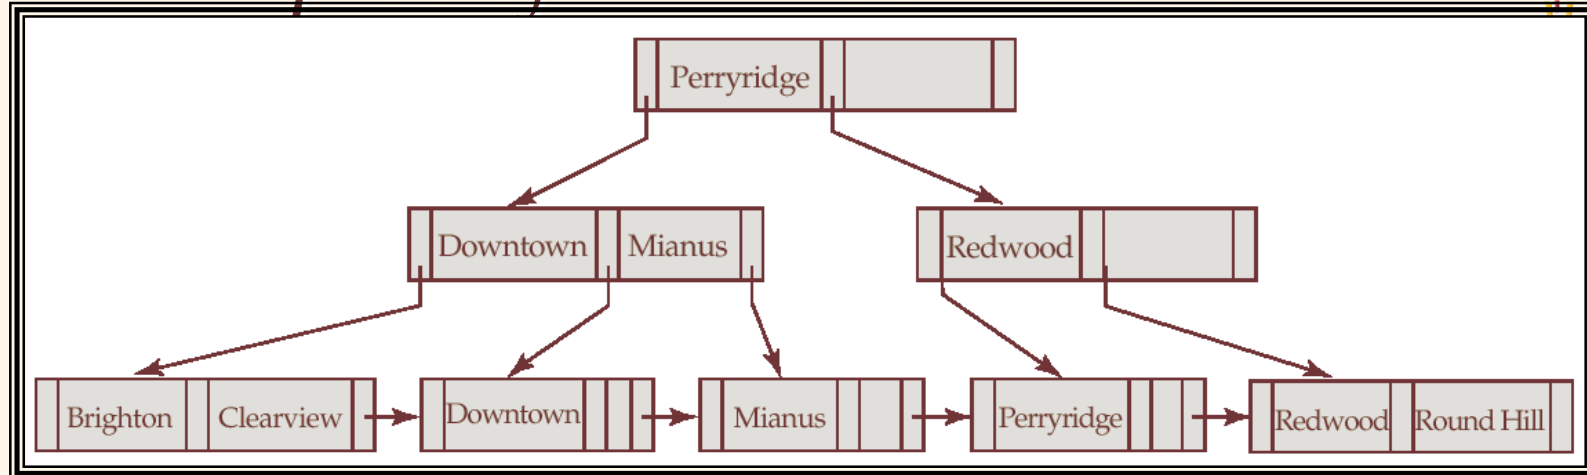 Perryridge
Downtown Mianus Redwood
Brighton Clearview Downtown Mianus Perryridge Redwood Round Hill